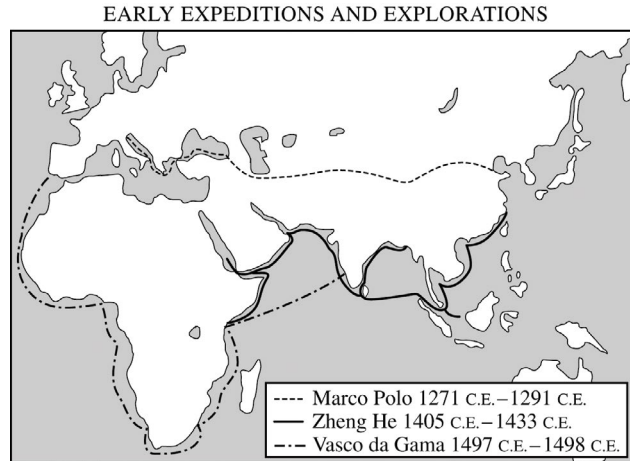 EARLY EXPEDITIONS AND EXPLORATIONS
Marco Polo 1271 C.E.–1291 C.E.
Zheng He 1405 C.E.–1433 C.E.
Vasco da Gama 1497 C.E.–1498 C.E.